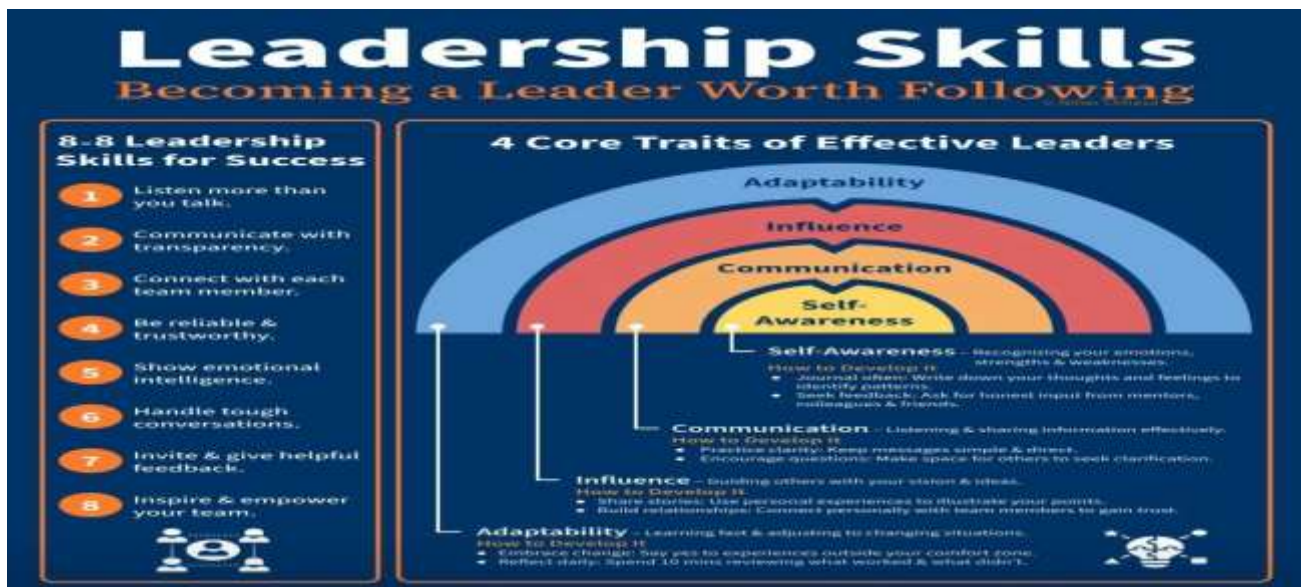 Leadership Skills
Becoming a Leader Worth Following
8-8 Leadership
Skills for Success
1 Listen more than
you talk.
2 Communicate with
transparency.
3 Connect with each
team member.
4 Be reliable &
trustworthy.
5 Show emotional
intelligence.
6 Handle tough
conversations.
7 Invite & give helpful
feedback.
8 Inspire & empower
your team.
4 Core Traits of Effective Leaders
Adaptability
Influence
Communication
Self-
Awareness
Self-Awareness – Recognizing your emotions,
strengths & weaknesses.
How to Develop It
• Journal often: Write down your thoughts and feelings to
identify patterns.
• Seek feedback: Ask for honest input from mentors,
colleagues & friends.
Communication – Listening & sharing information effectively.
How to Develop It
• Practice clarity: Keep messages simple & direct.
• Encourage questions: Make space for others to seek clarification.
Influence – Guiding others with your vision & ideas.
How to Develop It
• Share stories: Use personal experiences to illustrate your points.
• Build relationships: Connect personally with team members to gain trust.
Adaptability – Learning fast & adjusting to changing situations.
How to Develop It
• Embrace change: Say yes to experiences outside your comfort zone.
• Reflect daily: Spend 10 mins reviewing what worked & what didn't.